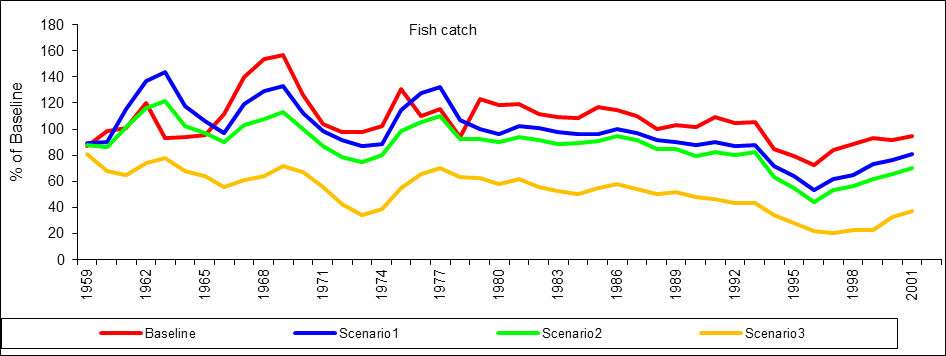 Fish catch
% of Baseline
180
160
140
120
100
80
60
40
20
0
1959 1962 1965 1968 1971 1974 1977 1980 1983 1986 1989 1992 1995 1998 2001
Baseline Scenario1 Scenario2 Scenario3